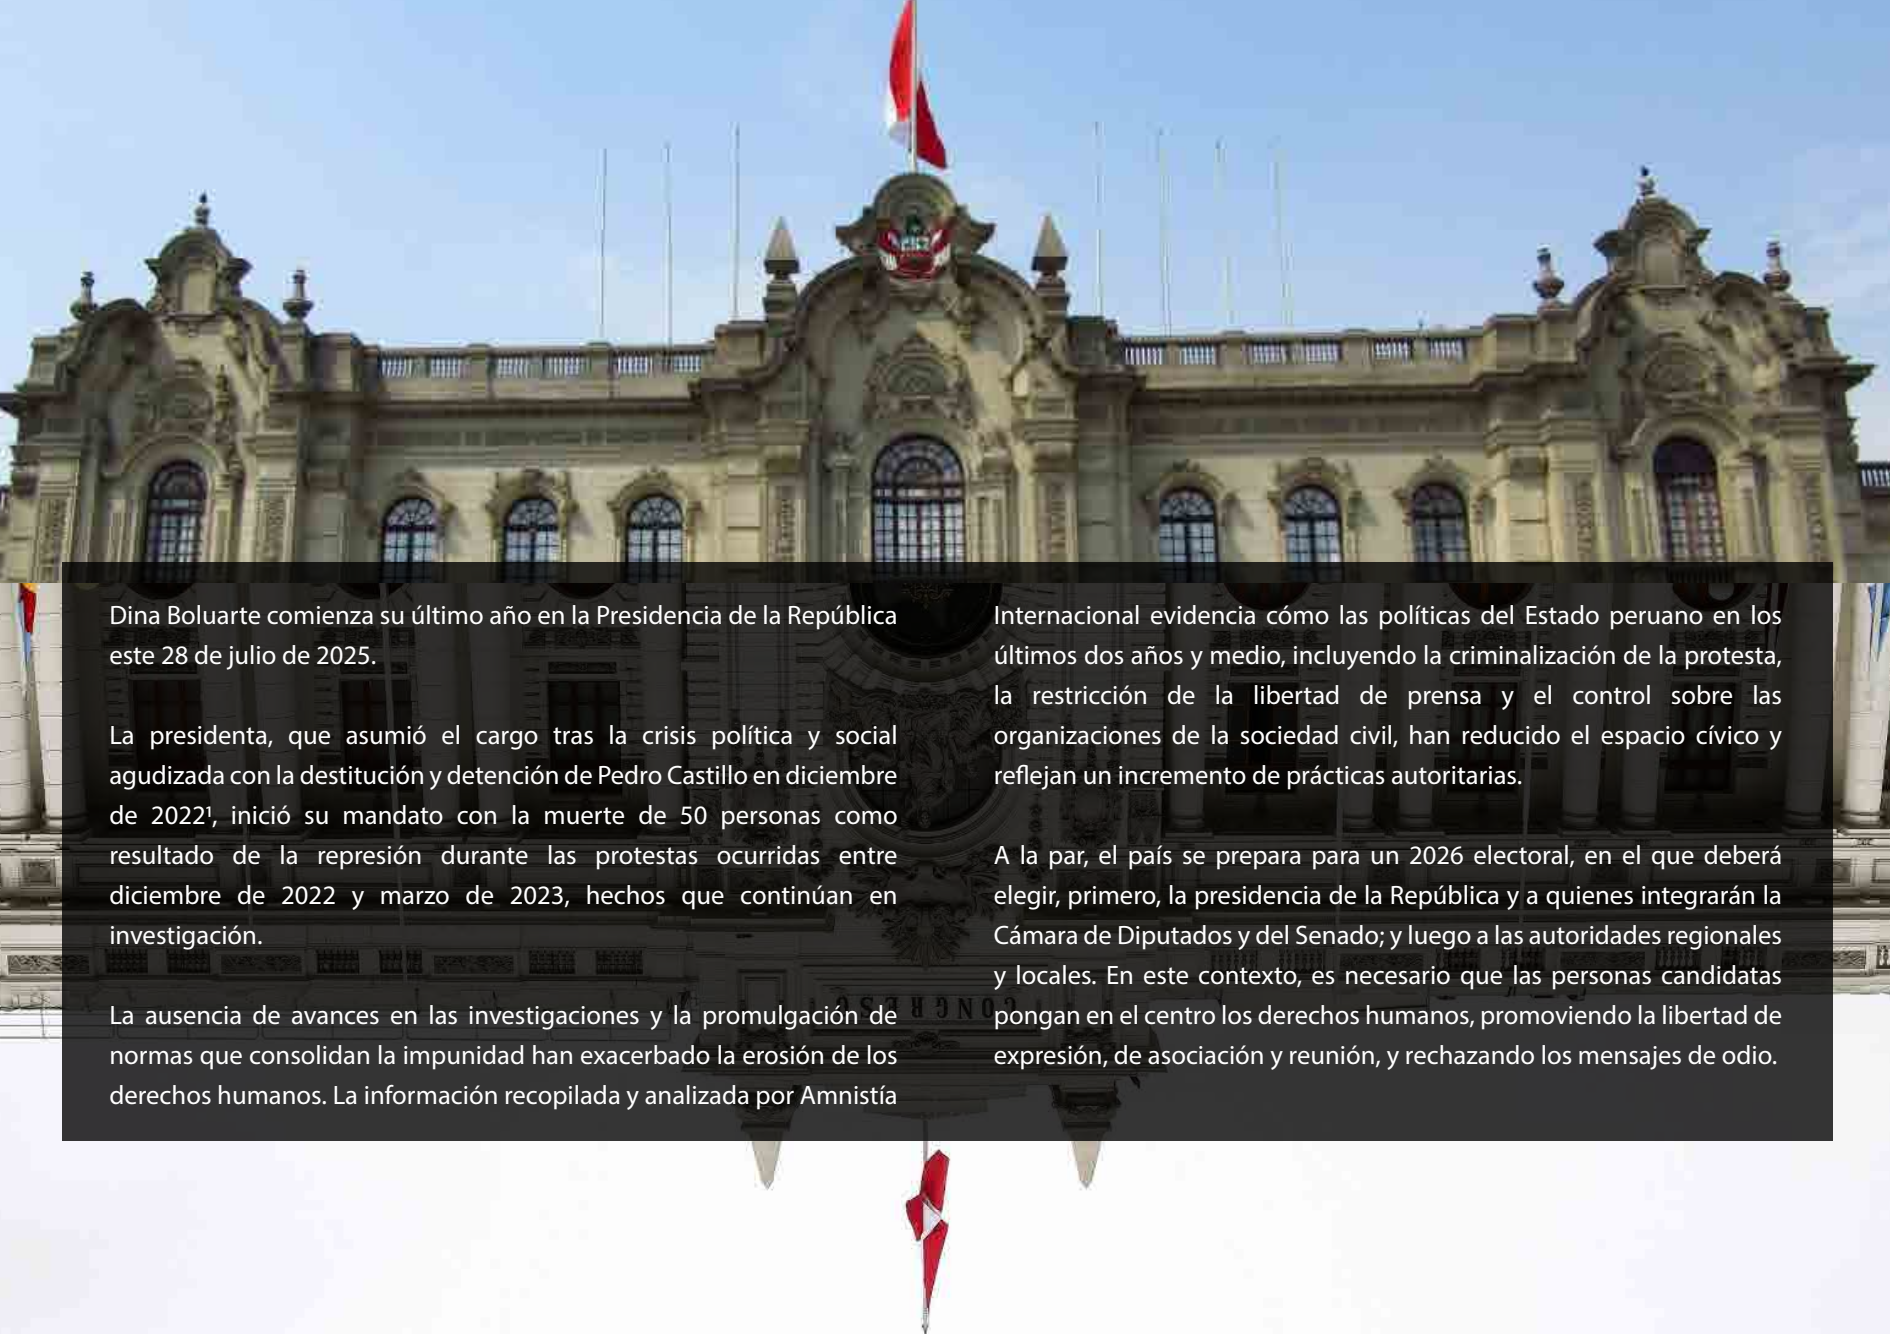 Dina Boluarte comienza su último año en la Presidencia de la República
este 28 de julio de 2025.
La presidenta, que asumió el cargo tras la crisis política y social
agudizada con la destitución y detención de Pedro Castillo en diciembre
de 2022¹, inició su mandato con la muerte de 50 personas como
resultado de la represión durante las protestas ocurridas entre
diciembre de 2022 y marzo de 2023, hechos que continúan en
investigación.
La ausencia de avances en las investigaciones y la promulgación de
normas que consolidan la impunidad han exacerbado la erosión de los
derechos humanos. La información recopilada y analizada por Amnistía
Internacional evidencia cómo las políticas del Estado peruano en los
últimos dos años y medio, incluyendo la criminalización de la protesta,
la restricción de la libertad de prensa y el control sobre las
organizaciones de la sociedad civil, han reducido el espacio cívico y
reflejan un incremento de prácticas autoritarias.
A la par, el país se prepara para un 2026 electoral, en el que deberá
elegir, primero, la presidencia de la República y a quienes integrarán la
Cámara de Diputados y del Senado; y luego a las autoridades regionales
y locales. En este contexto, es necesario que las personas candidatas
pongan en el centro los derechos humanos, promoviendo la libertad de
expresión, de asociación y reunión, y rechazando los mensajes de odio.
CONGRESO